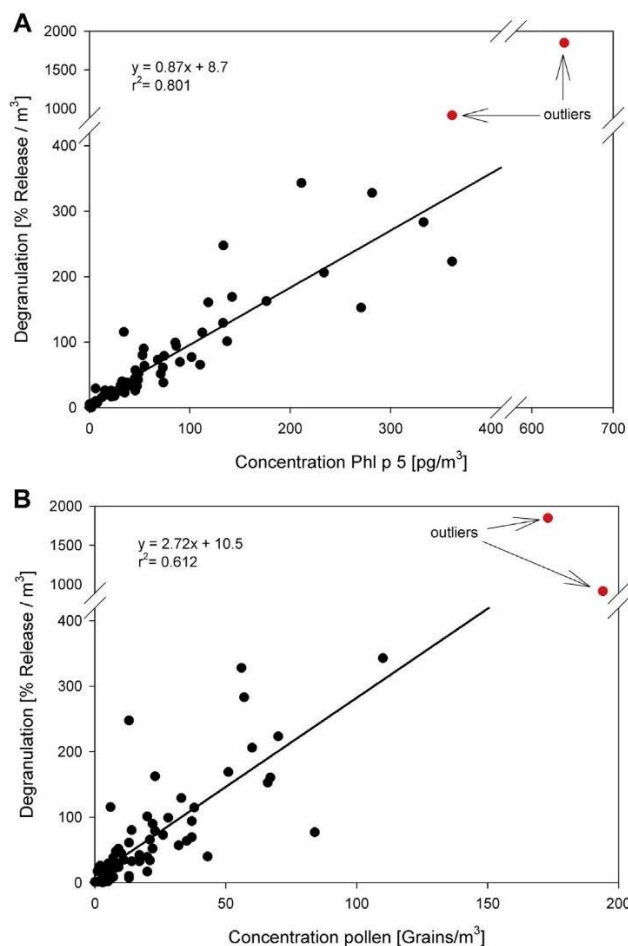 A
2000
1500
1000
400
300
200
100
0
Degranulation [% Release / m³]
y = 0.87x + 8.7
r²= 0.801
outliers
0 100 200 300 400 600 700
Concentration Phl p 5 [pg/m³]
B
2000
1500
1000
400
300
200
100
0
Degranulation [% Release / m³]
y = 2.72x + 10.5
r²= 0.612
outliers
0 50 100 150 200
Concentration pollen [Grains/m³]